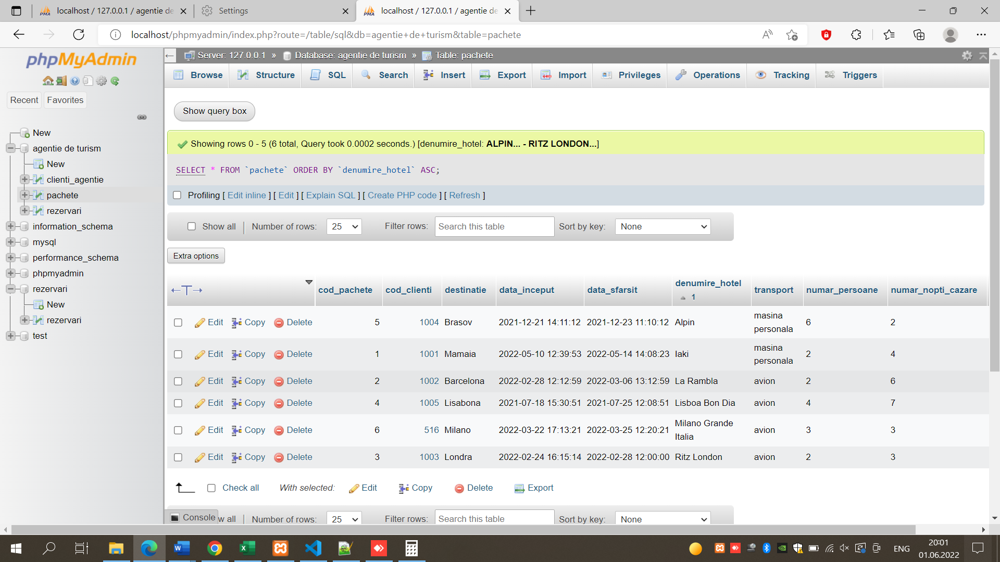 localhost / 127.0.0.1 / agentie de
Settings
localhost / 127.0.0.1 / agentie de
localhost/phpmyadmin/index.php?route=/table/sql&db=agentie+de+turism&table=pachete
phpMyAdmin
Recent Favorites
New
agentie de turism
New
clienti_agentie
pachete
rezervari
information_schema
mysql
performance_schema
phpmyadmin
rezervari
New
rezervari
test
Server: 127.0.0.1 » Database: agentie de turism » Table: pachete
Browse Structure SQL Search Insert Export Import Privileges Operations Tracking Triggers
Show query box
Showing rows 0 - 5 (6 total, Query took 0.0002 seconds.) [denumire_hotel: ALPIN... - RITZ LONDON...]
SELECT * FROM `pachete` ORDER BY `denumire_hotel` ASC;
Profiling [ Edit inline ] [ Edit ] [ Explain SQL ] [ Create PHP code ] [ Refresh ]
Show all | Number of rows: 25 Filter rows: Search this table Sort by key: None
Extra options
←T→ cod_pachete cod_clienti destinatie data_inceput data_sfarsit denumire_hotel 1 transport numar_persoane numar_nopti_cazare
Edit Copy Delete 5 1004 Brasov 2021-12-21 14:11:12 2021-12-23 11:10:12 Alpin masina personala 6 2
Edit Copy Delete 1 1001 Mamaia 2022-05-10 12:39:53 2022-05-14 14:08:23 Iaki masina personala 2 4
Edit Copy Delete 2 1002 Barcelona 2022-02-28 12:12:59 2022-03-06 13:12:59 La Rambla avion 2 6
Edit Copy Delete 4 1005 Lisabona 2021-07-18 15:30:51 2021-07-25 12:08:51 Lisboa Bon Dia avion 4 7
Edit Copy Delete 6 516 Milano 2022-03-22 17:13:21 2022-03-25 12:20:21 Milano Grande Italia avion 3 3
Edit Copy Delete 3 1003 Londra 2022-02-24 16:15:14 2022-02-28 12:00:00 Ritz London avion 2 3
Check all With selected: Edit Copy Delete Export
Console
w all | Number of rows: 25 Filter rows: Search this table Sort by key: None
ENG
20:01
01.06.2022